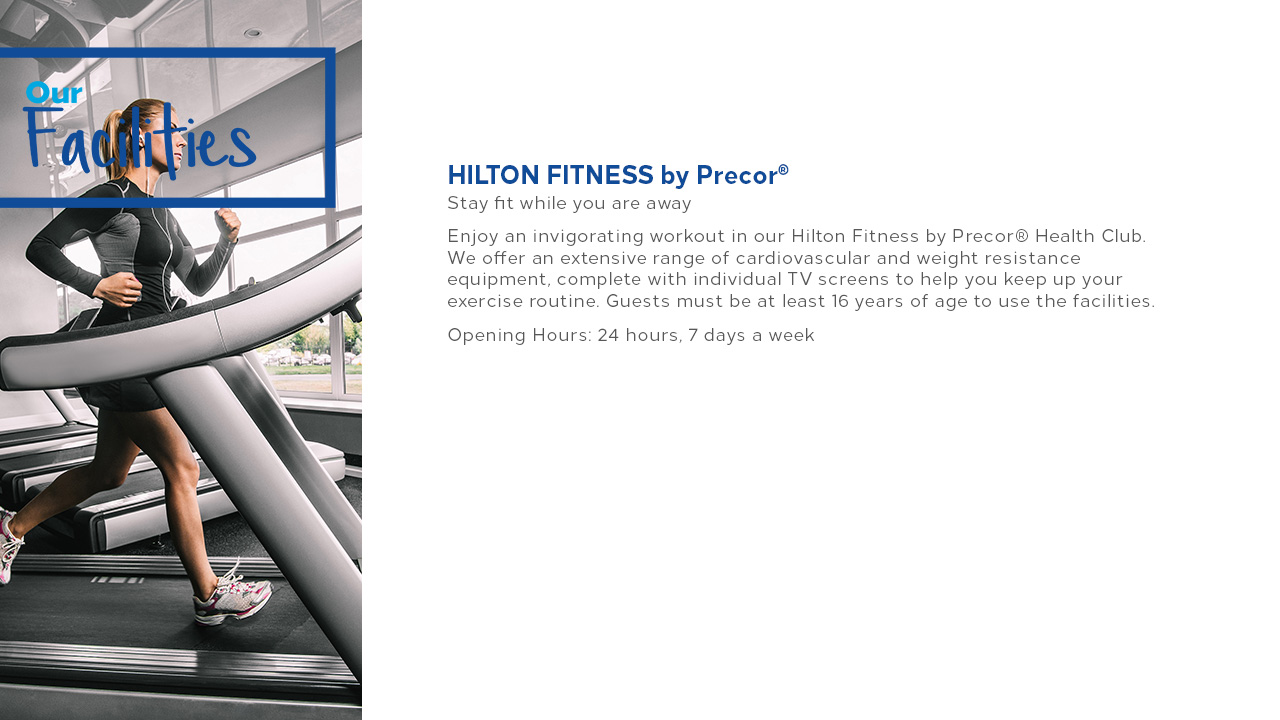 Our
Facilities
HILTON FITNESS by Precor®
Stay fit while you are away
Enjoy an invigorating workout in our Hilton Fitness by Precor® Health Club.
We offer an extensive range of cardiovascular and weight resistance
equipment, complete with individual TV screens to help you keep up your
exercise routine. Guests must be at least 16 years of age to use the facilities.
Opening Hours: 24 hours, 7 days a week